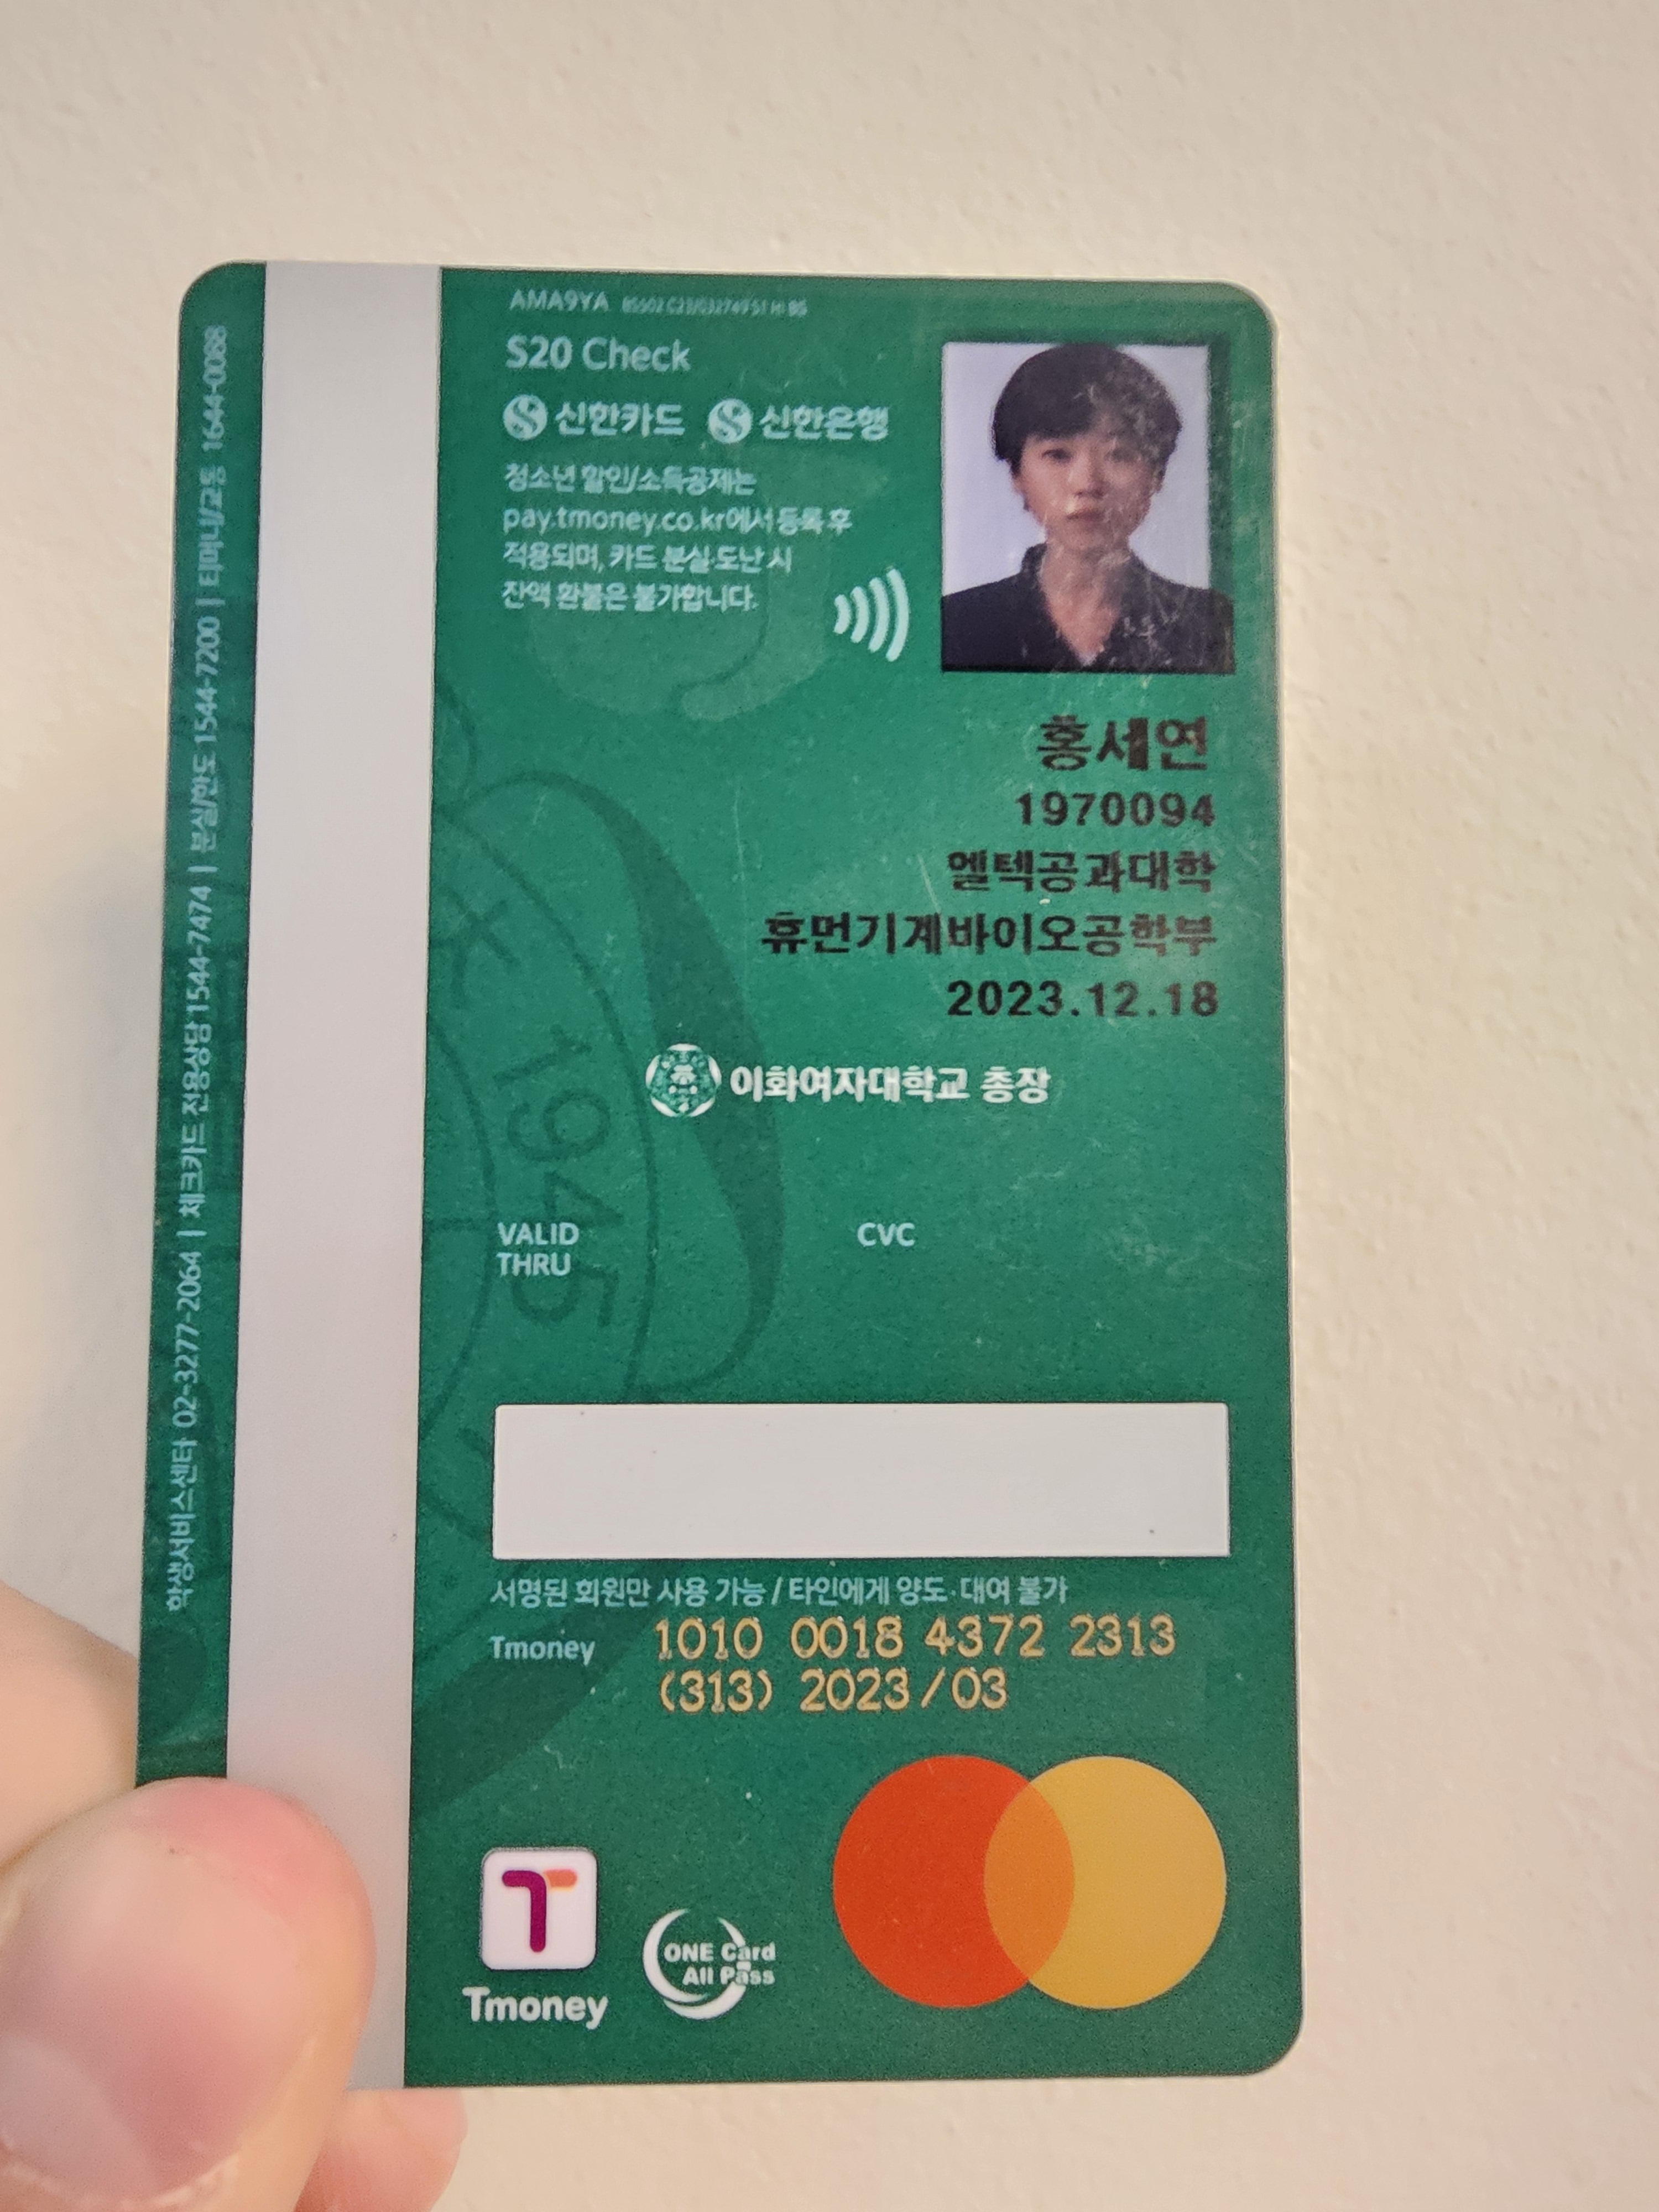 AMA9YA
S20 Check
신한카드 신한은행
청소년 할인/소득공제는
pay.tmoney.co.kr에서 등록 후
적용되며, 카드 분실·도난 시
잔액 환불은 불가합니다.
홍세연
1970094
엘텍공과대학
휴먼기계바이오공학부
2023.12.18
이화여자대학교 총장
1945
VALID
THRU
CVC
서명된 회원만 사용 가능 / 타인에게 양도·대여 불가
Tmoney 1010 0018 4372 2313
(313) 2023/03
Tmoney
ONE Card
All Pass
학생서비스센터 02-3277-2064 | 체크카드 전용상담 1544-7474 | 분실/한도 1544-7200 | 티머니/교통 1644-0088